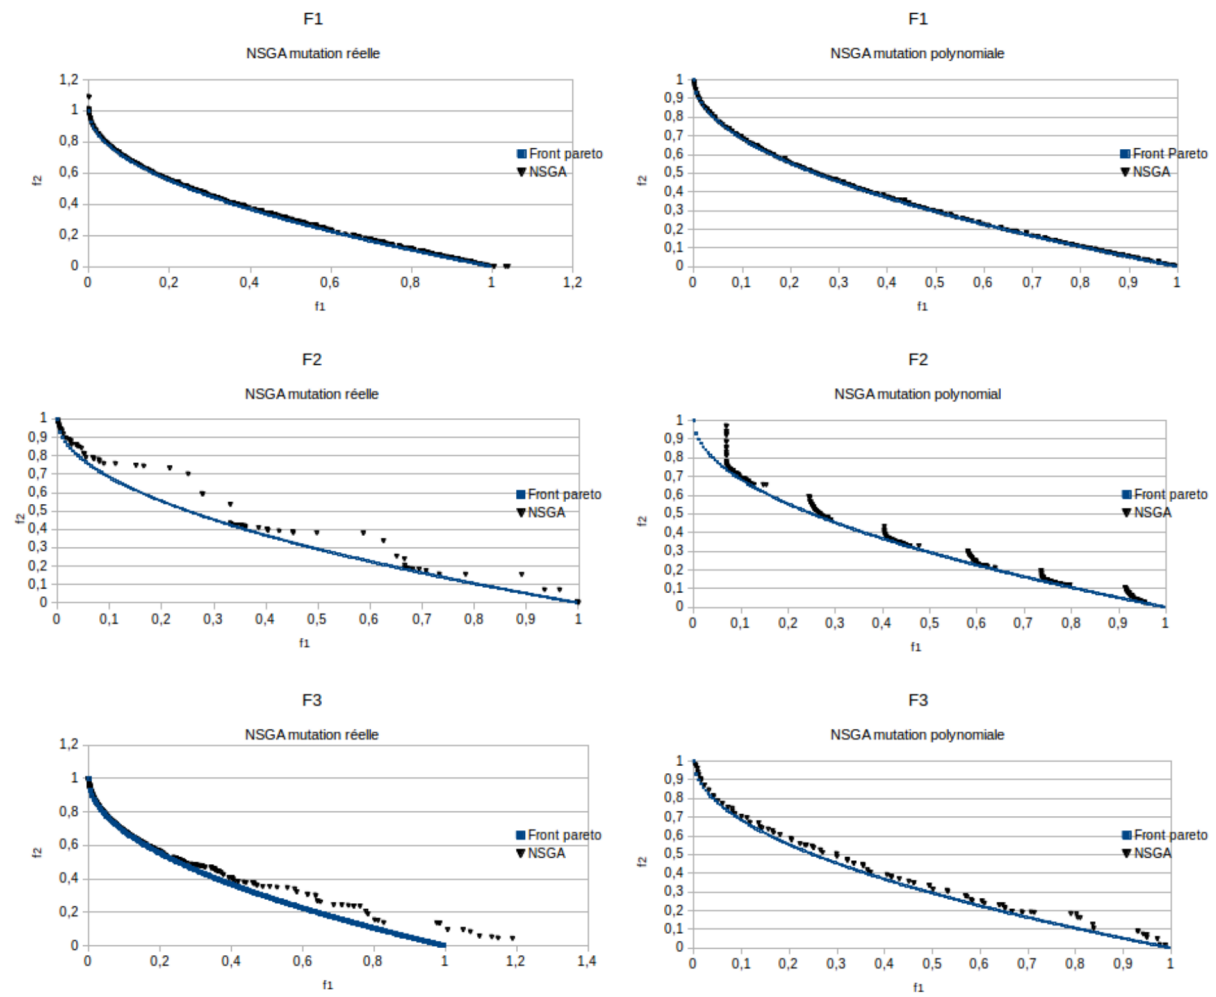 F1
NSGA mutation réelle
1,2
1
0,8
0,6
0,4
0,2
0
f2
0 0,2 0,4 0,6 0,8 1 1,2
f1
Front pareto
NSGA
F1
NSGA mutation polynomiale
1
0,9
0,8
0,7
0,6
0,5
0,4
0,3
0,2
0,1
0
f2
0 0,1 0,2 0,3 0,4 0,5 0,6 0,7 0,8 0,9 1
f1
Front Pareto
NSGA
F2
NSGA mutation réelle
1
0,9
0,8
0,7
0,6
0,5
0,4
0,3
0,2
0,1
0
f2
0 0,1 0,2 0,3 0,4 0,5 0,6 0,7 0,8 0,9 1
f1
Front pareto
NSGA
F2
NSGA mutation polynomial
1
0,9
0,8
0,7
0,6
0,5
0,4
0,3
0,2
0,1
0
f2
0 0,1 0,2 0,3 0,4 0,5 0,6 0,7 0,8 0,9 1
f1
Front pareto
NSGA
F3
NSGA mutation réelle
1,2
1
0,8
0,6
0,4
0,2
0
f2
0 0,2 0,4 0,6 0,8 1 1,2 1,4
f1
Front pareto
NSGA
F3
NSGA mutation polynomiale
1
0,9
0,8
0,7
0,6
0,5
0,4
0,3
0,2
0,1
0
f2
0 0,1 0,2 0,3 0,4 0,5 0,6 0,7 0,8 0,9 1
f1
Front pareto
NSGA